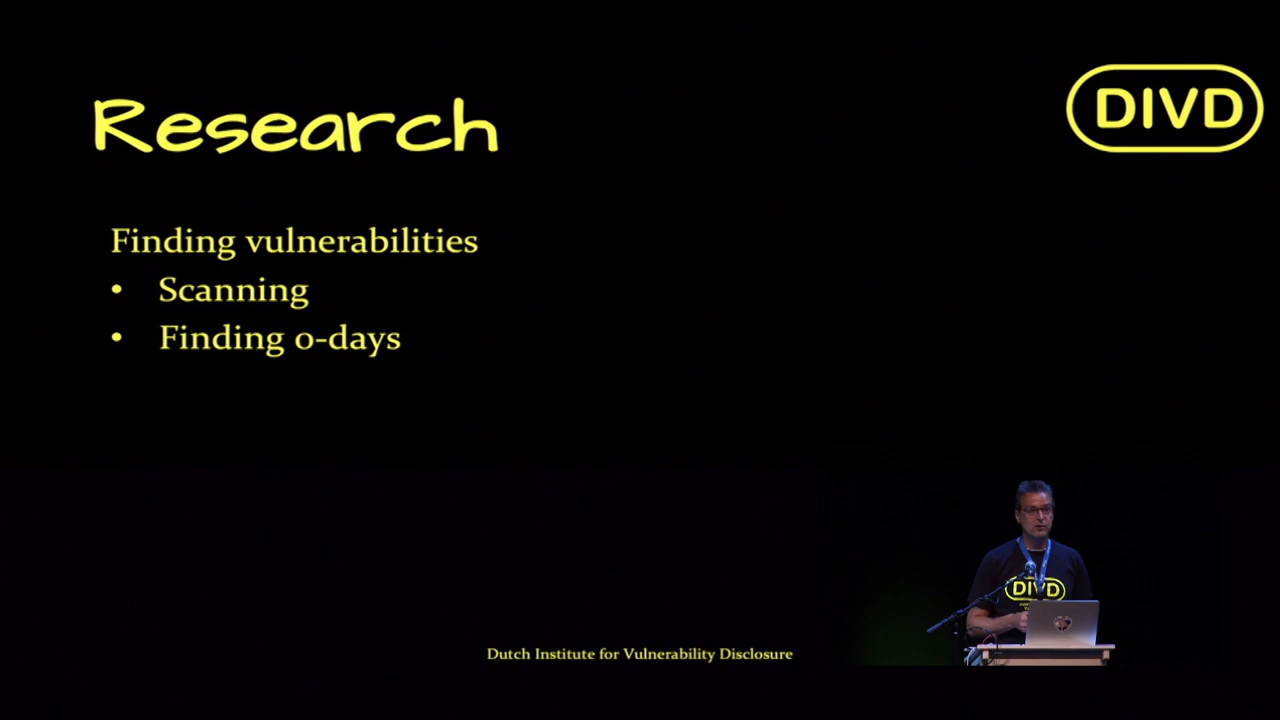 Research
DIVD
Finding vulnerabilities
• Scanning
• Finding 0-days
DIVD
Dutch Institute for Vulnerability Disclosure